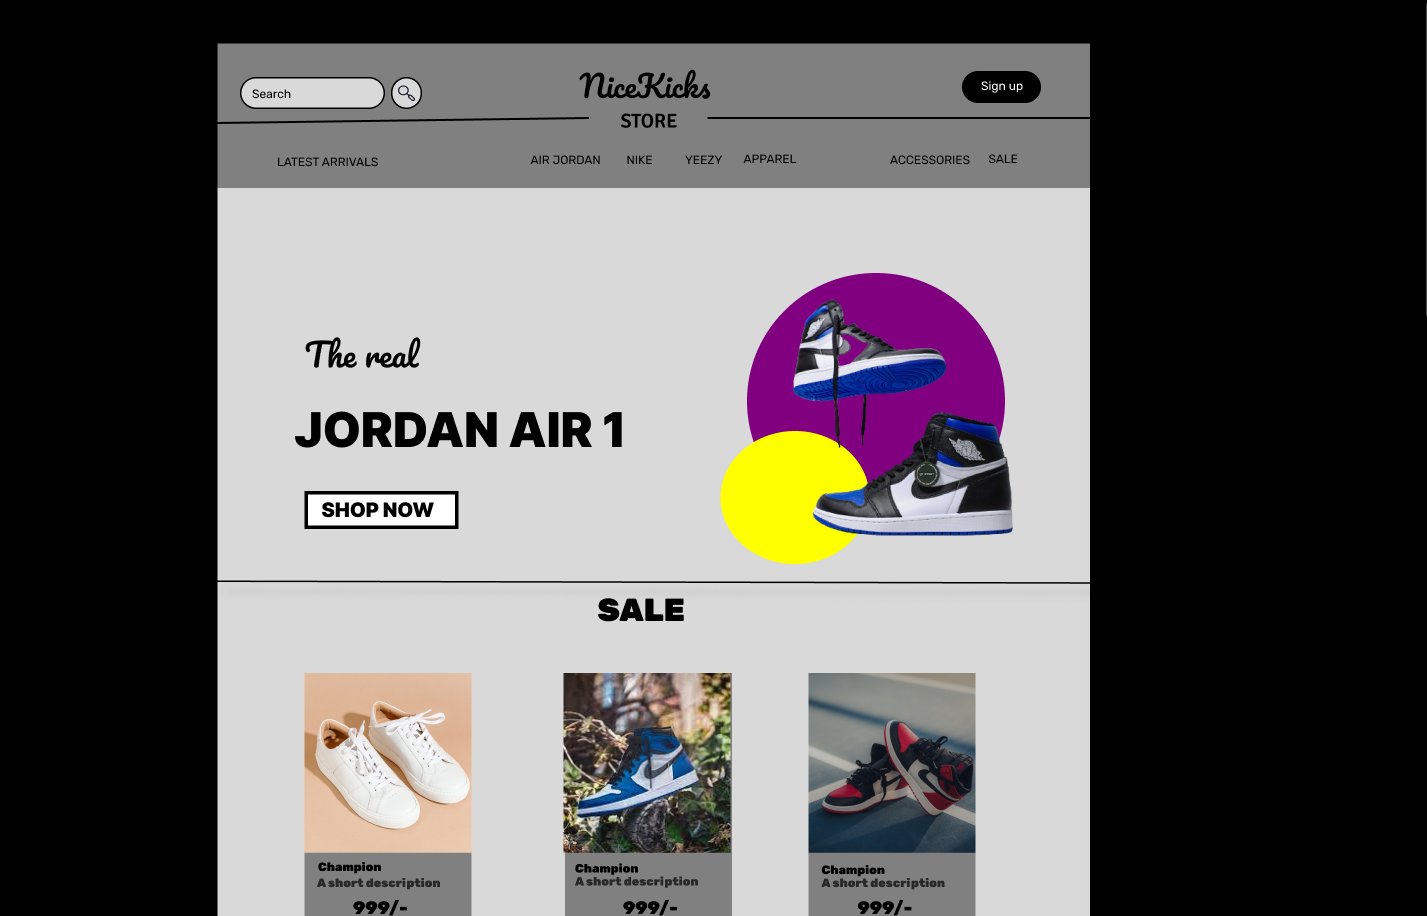 Search
NiceKicks
Sign up
STORE
LATEST ARRIVALS
AIR JORDAN
NIKE
YEEZY
APPAREL
ACCESSORIES
SALE
The real
JORDAN AIR 1
SHOP NOW
SALE
Champion
A short description
999/-
Champion
A short description
999/-
Champion
A short description
999/-